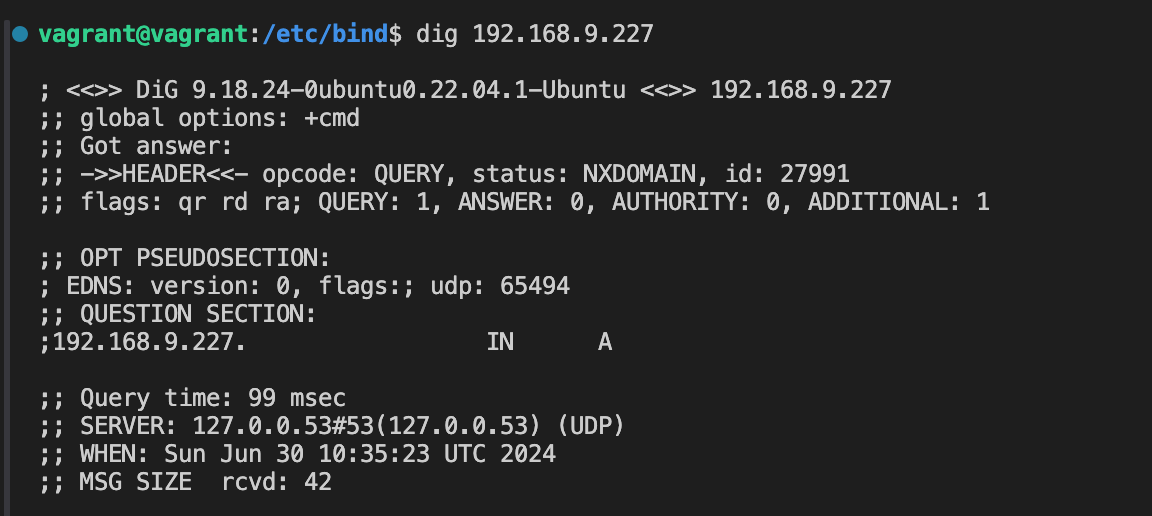 vagrant@vagrant:/etc/bind$ dig 192.168.9.227
; <<>> DiG 9.18.24-0ubuntu0.22.04.1-Ubuntu <<>> 192.168.9.227
;; global options: +cmd
;; Got answer:
;; ->>HEADER<<- opcode: QUERY, status: NXDOMAIN, id: 27991
;; flags: qr rd ra; QUERY: 1, ANSWER: 0, AUTHORITY: 0, ADDITIONAL: 1
;; OPT PSEUDOSECTION:
; EDNS: version: 0, flags:; udp: 65494
;; QUESTION SECTION:
;192.168.9.227. IN A
;; Query time: 99 msec
;; SERVER: 127.0.0.53#53(127.0.0.53) (UDP)
;; WHEN: Sun Jun 30 10:35:23 UTC 2024
;; MSG SIZE  rcvd: 42